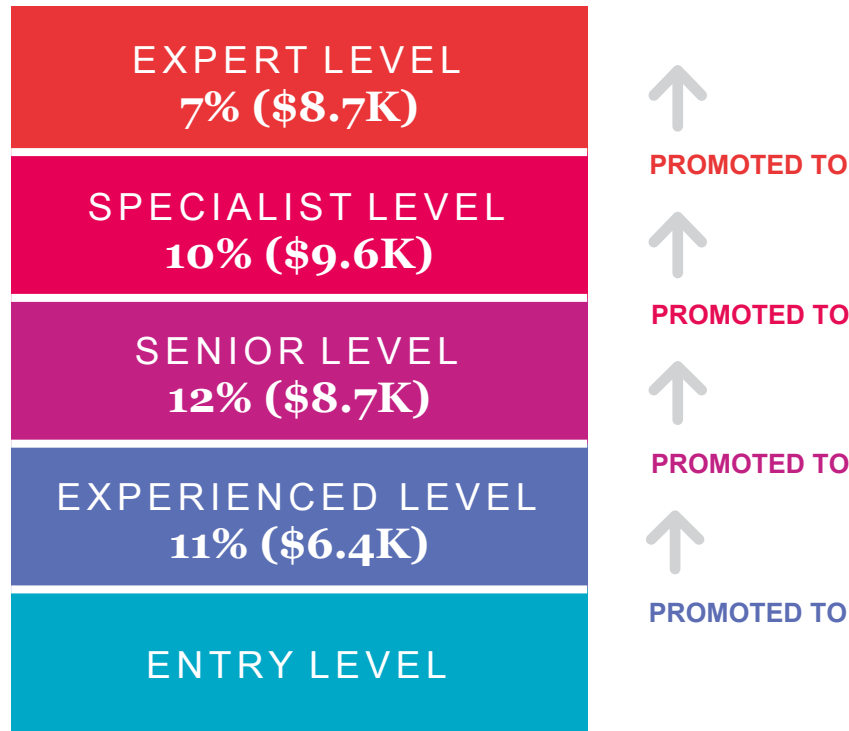 EXPERT LEVEL
7% ($8.7K)
PROMOTED TO
SPECIALIST LEVEL
10% ($9.6K)
PROMOTED TO
SENIOR LEVEL
12% ($8.7K)
PROMOTED TO
EXPERIENCED LEVEL
11% ($6.4K)
PROMOTED TO
ENTRY LEVEL